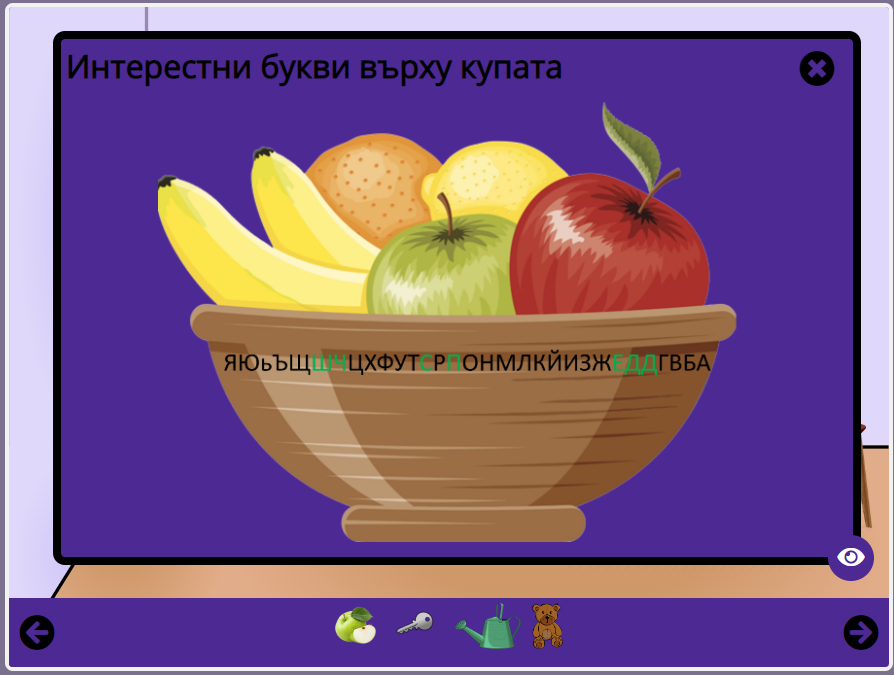 Интерестни букви върху купата
ЯЮьЪЩШЧЦХФУТСРПОНМЛКЙИЗЖЕДДГВБА